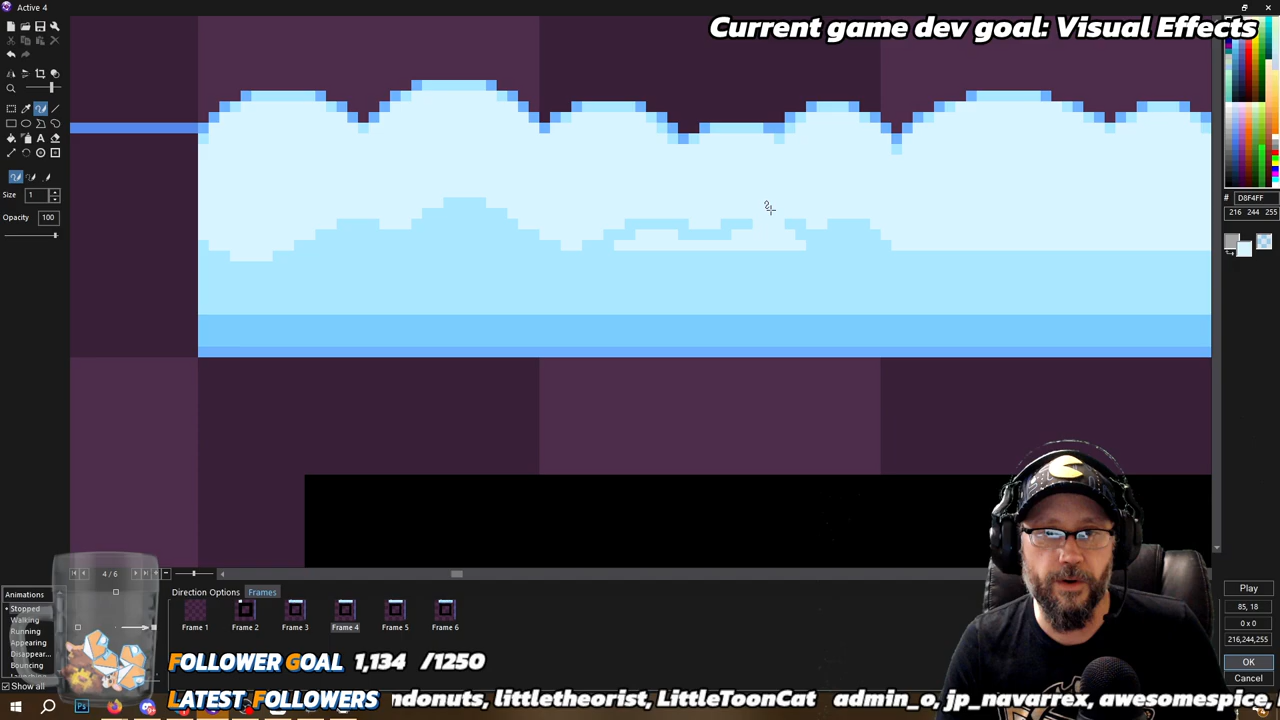 Active 4
Current game dev goal: Visual Effects
Size 1
Opacity 100
# D8F4FF
216 244 255
4 / 6
Animations
Direction Options Frames
Stopped
Walking
Running
Appearing
Disappear...
Bouncing
Show all
Frame 1 Frame 2 Frame 3 Frame 4 Frame 5 Frame 6
Play
85, 18
0 x 0
216,244,255
OK
Cancel
FOLLOWER GOAL 1,134 /1250
LATEST FOLLOWERS ndonuts, littletheorist, LittleToonCat admin_o, jp_navarrex, awesomespice,
Ps